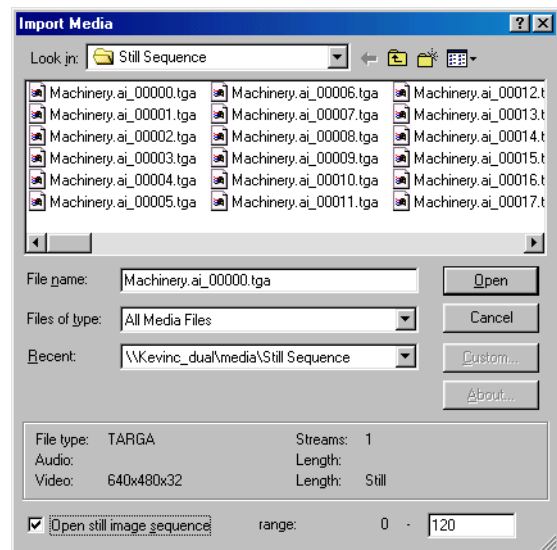 Import Media
Look in: Still Sequence
Machinery.ai_00000.tga Machinery.ai_00006.tga Machinery.ai_00012.t
Machinery.ai_00001.tga Machinery.ai_00007.tga Machinery.ai_00013.t
Machinery.ai_00002.tga Machinery.ai_00008.tga Machinery.ai_00014.t
Machinery.ai_00003.tga Machinery.ai_00009.tga Machinery.ai_00015.t
Machinery.ai_00004.tga Machinery.ai_00010.tga Machinery.ai_00016.t
Machinery.ai_00005.tga Machinery.ai_00011.tga Machinery.ai_00017.t
File name: Machinery.ai_00000.tga Open
Files of type: All Media Files Cancel
Recent: \\Kevinc_dual\media\Still Sequence Custom...
About...
File type: TARGA Streams: 1
Audio: Length:
Video: 640x480x32 Length: Still
Open still image sequence range: 0 - 120